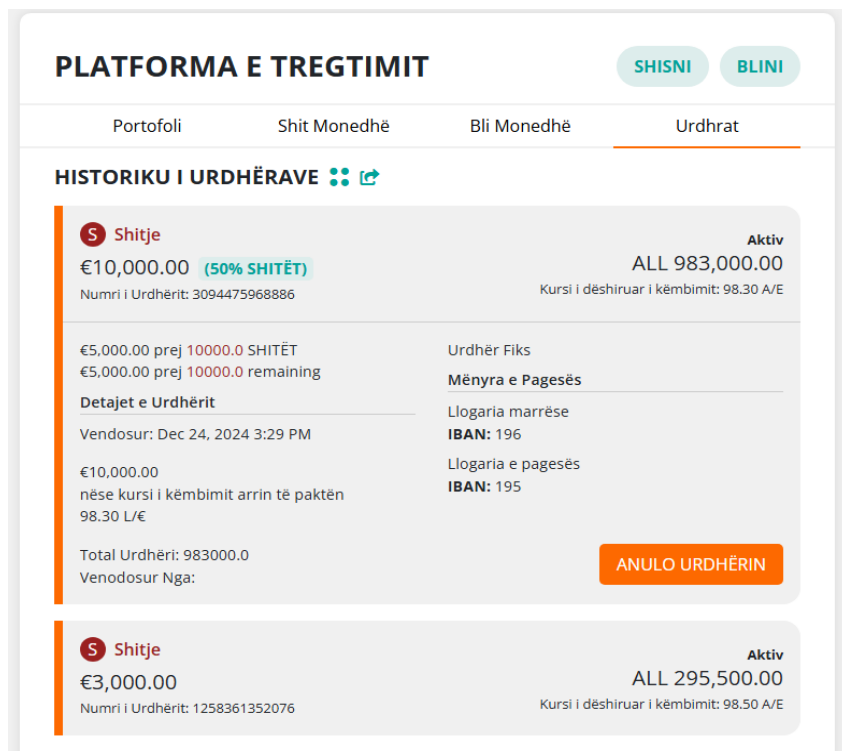 PLATFORMA E TREGTIMIT
SHISNI
BLINI
Portofoli
Shit Monedhë
Bli Monedhë
Urdhrat
HISTORIKU I URDHËRAVE
S Shitje
€10,000.00 (50% SHITËT)
Numri i Urdhërit: 3094475968886
Aktiv
ALL 983,000.00
Kursi i dëshiruar i këmbimit: 98.30 A/E
€5,000.00 prej 10000.0 SHITËT
€5,000.00 prej 10000.0 remaining
Detajet e Urdhërit
Vendosur: Dec 24, 2024 3:29 PM
€10,000.00
nëse kursi i këmbimit arrin të paktën
98.30 L/€
Total Urdhëri: 983000.0
Venodosur Nga:
Urdhër Fiks
Mënyra e Pagesës
Llogaria marrëse
IBAN: 196
Llogaria e pagesës
IBAN: 195
ANULO URDHËRIN
S Shitje
€3,000.00
Numri i Urdhërit: 1258361352076
Aktiv
ALL 295,500.00
Kursi i dëshiruar i këmbimit: 98.50 A/E